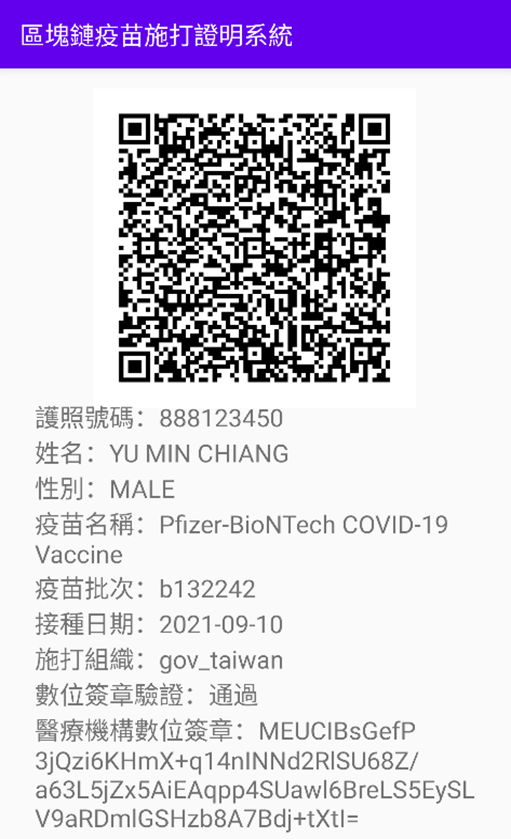 區塊鏈疫苗施打證明系統
護照號碼：888123450
姓名：YU MIN CHIANG
性別：MALE
疫苗名稱：Pfizer-BioNTech COVID-19
Vaccine
疫苗批次：b132242
接種日期：2021-09-10
施打組織：gov_taiwan
數位簽章驗證：通過
醫療機構數位簽章：MEUCIBsGefP
3jQzi6KHmX+q14nINNd2RlSU68Z/
a63L5jZx5AiEAqpp4SUawl6BreLS5EySL
V9aRDmlGSHzb8A7Bdj+tXtI=